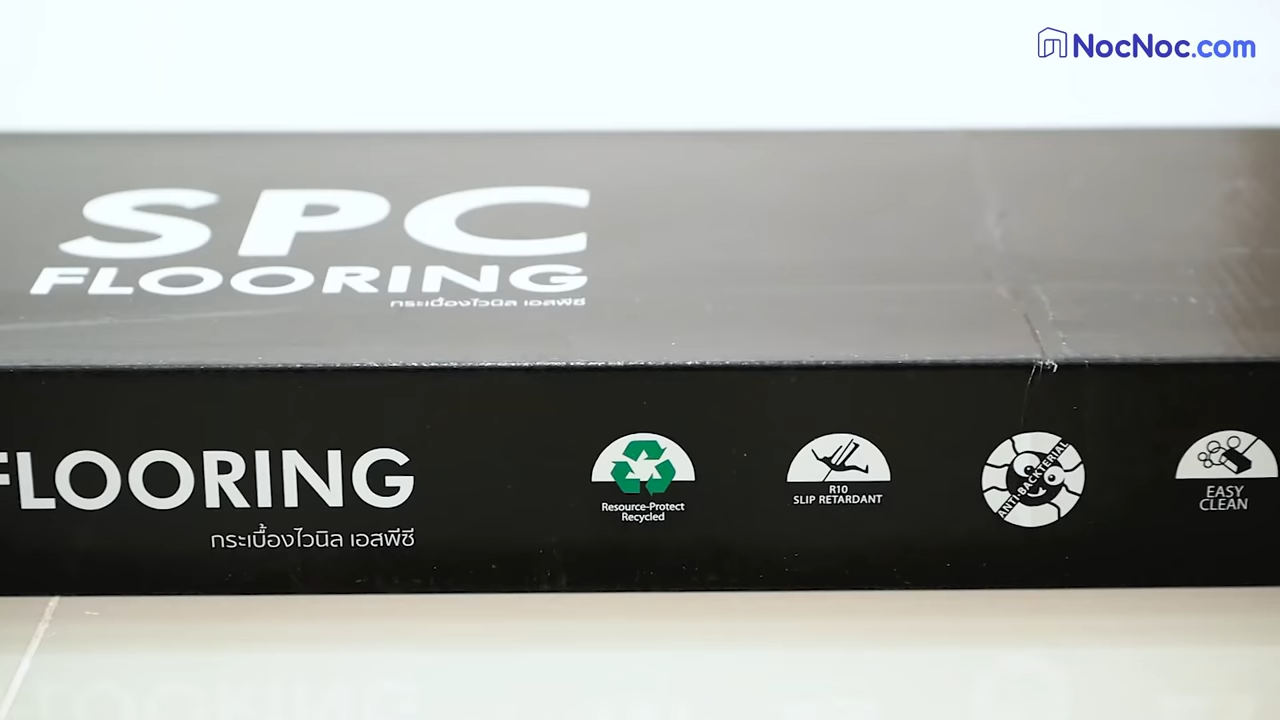 NocNoc.com
SPC
FLOORING
กระเบื้องไวนิล เอสพีซี
FLOORING
กระเบื้องไวนิล เอสพีซี
Resource-Protect
Recycled
R10
SLIP RETARDANT
ANTI-BACKTERIAL
EASY
CLEAN